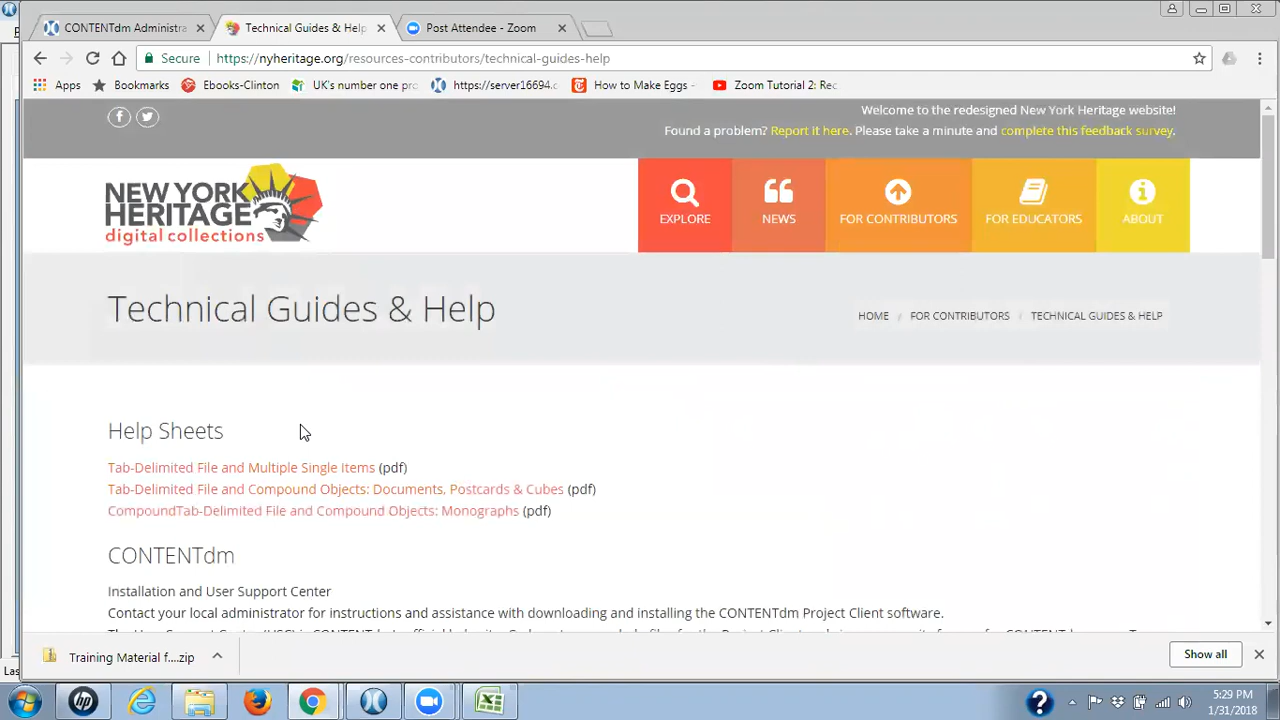 CONTENTdm Administra
Technical Guides & Help
Post Attendee - Zoom
Secure
https://nyheritage.org/resources-contributors/technical-guides-help
Apps
Bookmarks
Ebooks-Clinton
UK's number one pro
https://server16694.c
How to Make Eggs -
Zoom Tutorial 2: Rec
Welcome to the redesigned New York Heritage website!
Found a problem? Report it here. Please take a minute and complete this feedback survey.
NEW YORK
HERITAGE
digital collections
EXPLORE
NEWS
FOR CONTRIBUTORS
FOR EDUCATORS
ABOUT
Technical Guides & Help
HOME / FOR CONTRIBUTORS / TECHNICAL GUIDES & HELP
Help Sheets
Tab-Delimited File and Multiple Single Items (pdf)
Tab-Delimited File and Compound Objects: Documents, Postcards & Cubes (pdf)
CompoundTab-Delimited File and Compound Objects: Monographs (pdf)
CONTENTdm
Installation and User Support Center
Contact your local administrator for instructions and assistance with downloading and installing the CONTENTdm Project Client software.
Training Material f....zip
Show all
5:29 PM
1/31/2018